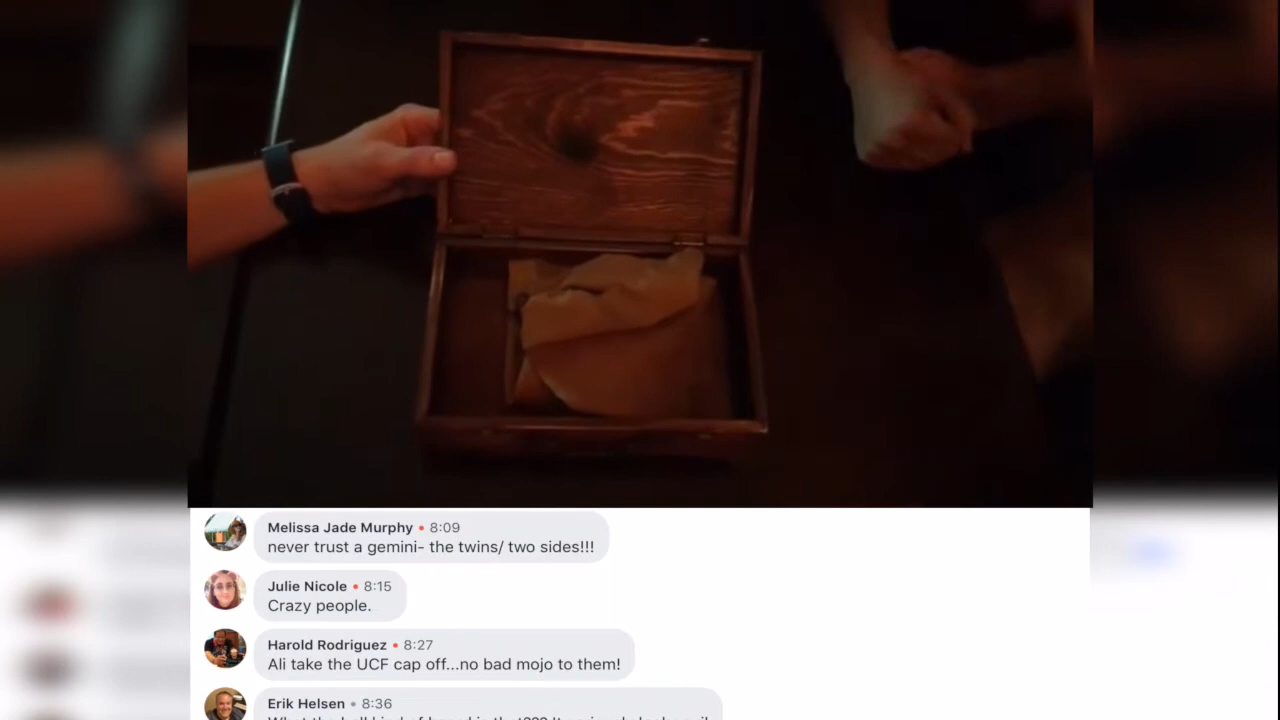 Melissa Jade Murphy • 8:09
never trust a gemini- the twins/ two sides!!!
Julie Nicole • 8:15
Crazy people.
Harold Rodriguez • 8:27
Ali take the UCF cap off...no bad mojo to them!
Erik Helsen • 8:36